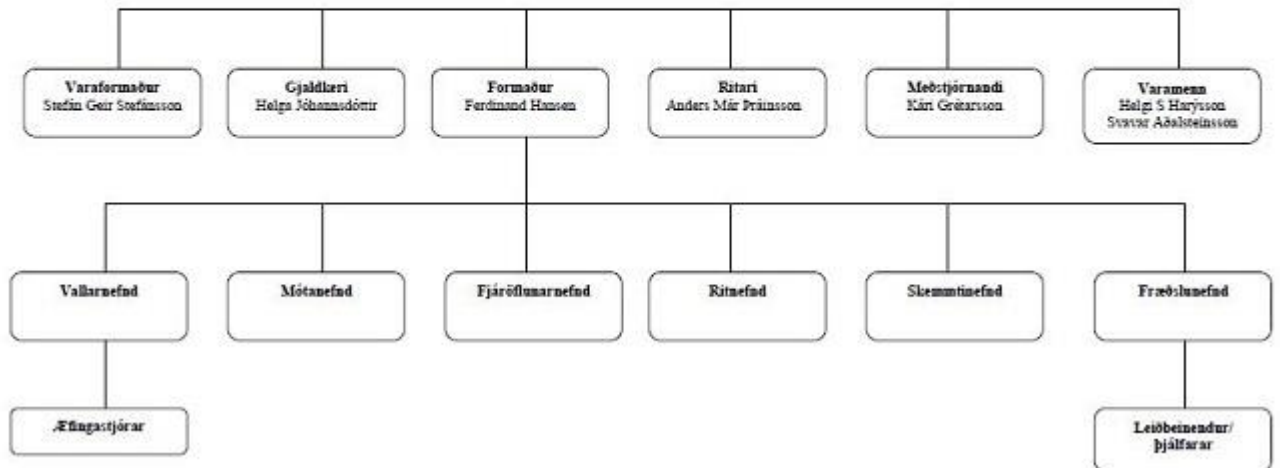 Varaformaður
Stefán Geir Stefánsson
Gjaldkeri
Helga Jóhannsdóttir
Formaður
Ferdinand Hansen
Ritari
Anders Már Þráinsson
Meðstjórnandi
Kári Grétarsson
Varamenn
Helgi S Harrýsson
Svavar Aðalsteinsson
Vallarnefnd
Mótanefnd
Fjáröflunarnefnd
Ritnefnd
Skemmtinefnd
Fræðslunefnd
Æfingastjórar
Leiðbeinendur/
þjálfarar